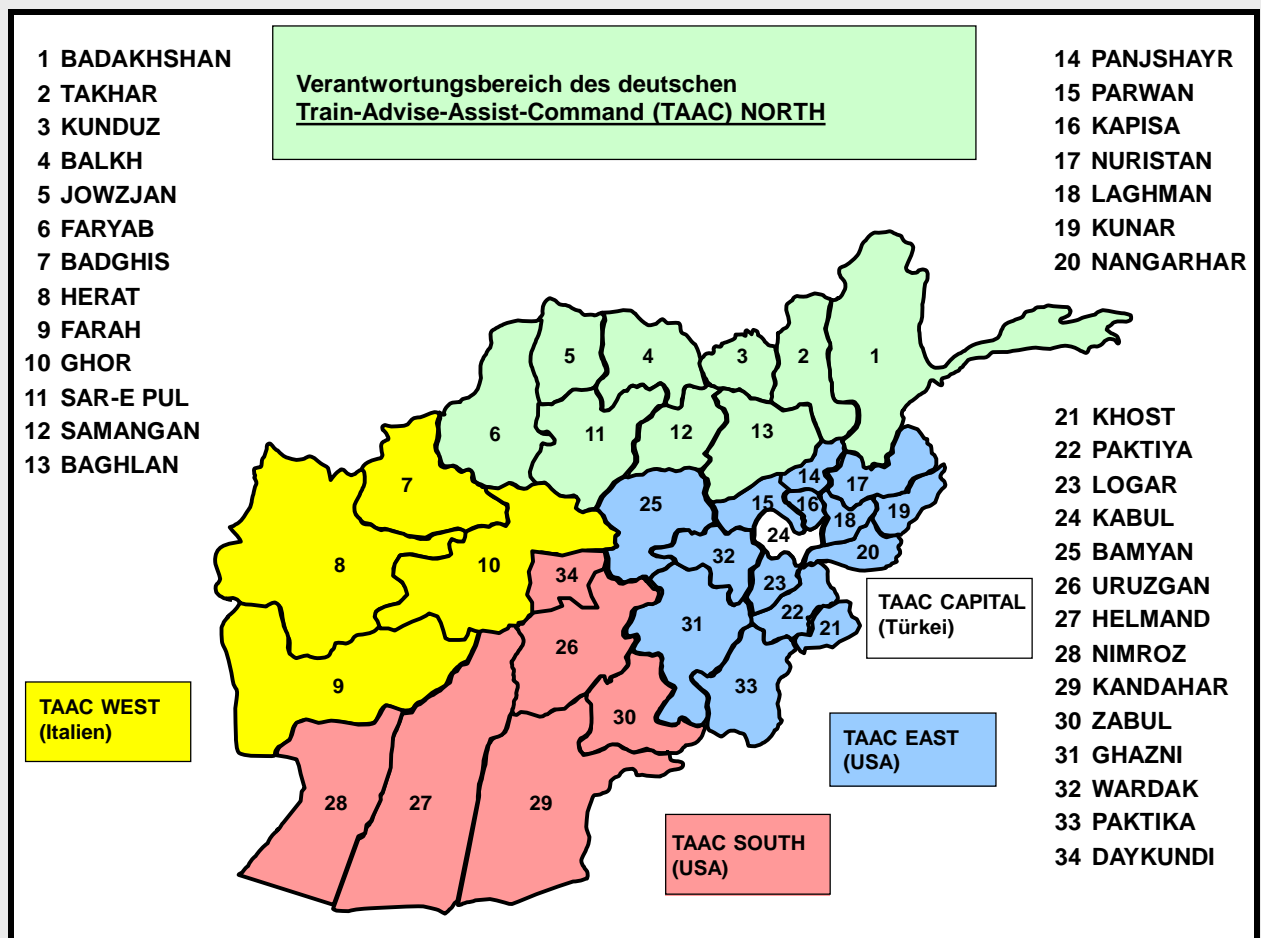 1 BADAKHSHAN
2 TAKHAR
3 KUNDUZ
4 BALKH
5 JOWZJAN
6 FARYAB
7 BADGHIS
8 HERAT
9 FARAH
10 GHOR
11 SAR-E PUL
12 SAMANGAN
13 BAGHLAN
Verantwortungsbereich des deutschen
Train-Advise-Assist-Command (TAAC) NORTH
14 PANJSHAYR
15 PARWAN
16 KAPISA
17 NURISTAN
18 LAGHMAN
19 KUNAR
20 NANGARHAR
21 KHOST
22 PAKTIYA
23 LOGAR
24 KABUL
25 BAMYAN
26 URUZGAN
27 HELMAND
28 NIMROZ
29 KANDAHAR
30 ZABUL
31 GHAZNI
32 WARDAK
33 PAKTIKA
34 DAYKUNDI
5
4
3
2
1
6
11
12
13
7
14
17
25
15
16
18
19
24
20
8
10
32
34
23
22
21
31
26
9
33
30
28
27
29
TAAC CAPITAL
(Türkei)
TAAC WEST
(Italien)
TAAC EAST
(USA)
TAAC SOUTH
(USA)